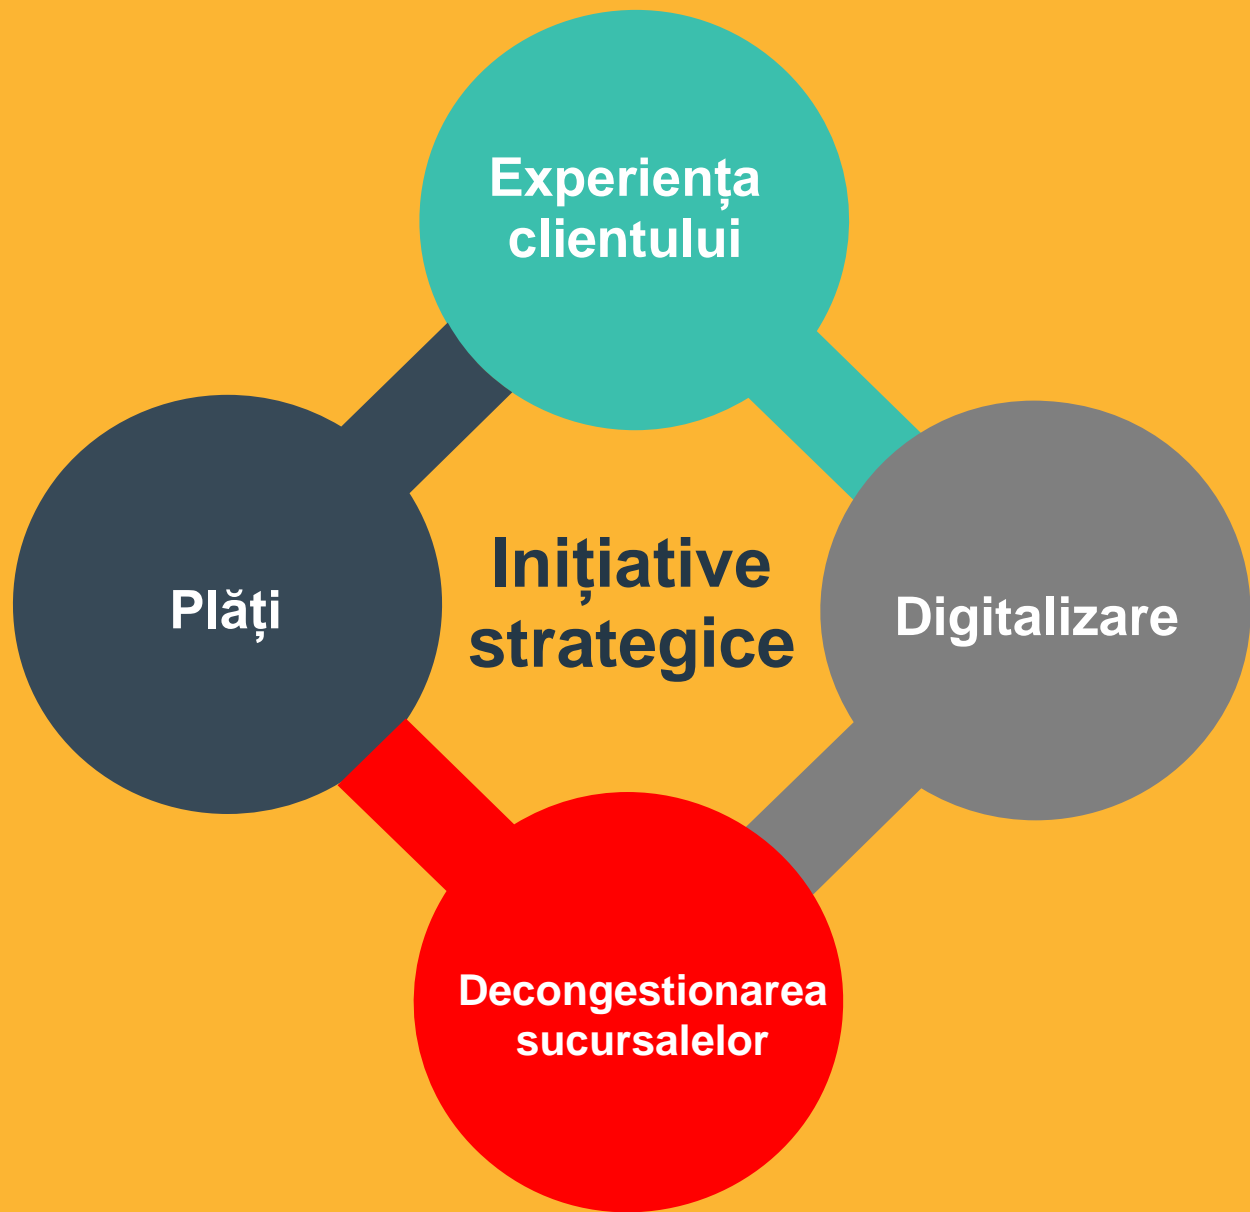 Experiența
clientului
Plăți
Inițiative
strategice
Digitalizare
Decongestionarea
sucursalelor